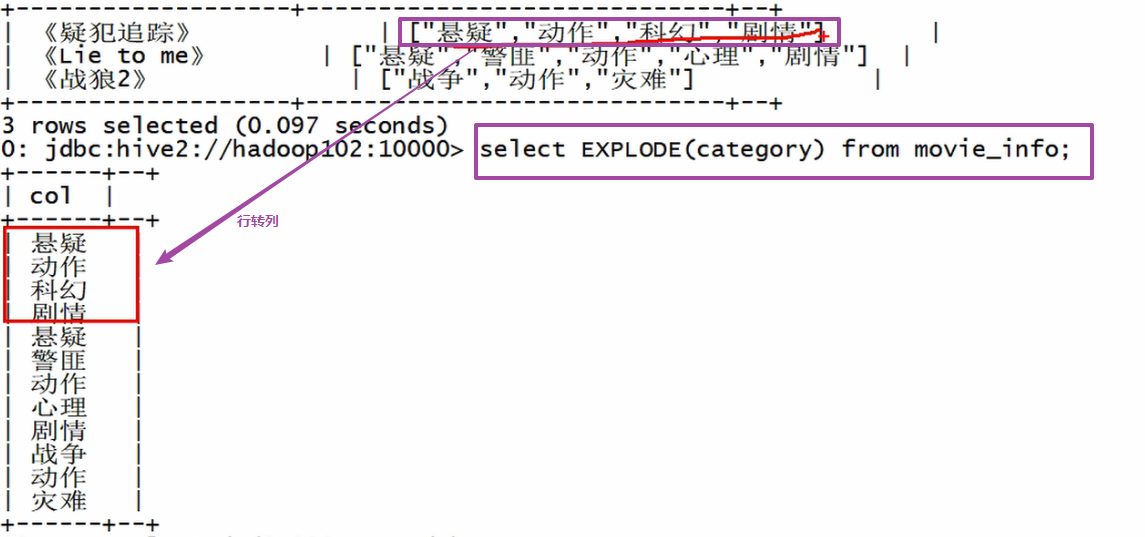 +-------------------+----------------------------+--+
| 《疑犯追踪》 | ["悬疑","动作","科幻","剧情"] |
| 《Lie to me》 | ["悬疑","警匪","动作","心理","剧情"] |
| 《战狼2》 | ["战争","动作","灾难"] |
+-------------------+----------------------------+--+
3 rows selected (0.097 seconds)
0: jdbc:hive2://hadoop102:10000> select EXPLODE(category) from movie_info;
+------+--+
| col |
+------+--+
行转列
| 悬疑 |
| 动作 |
| 科幻 |
| 剧情 |
| 悬疑 |
| 警匪 |
| 动作 |
| 心理 |
| 剧情 |
| 战争 |
| 动作 |
| 灾难 |
+------+--+